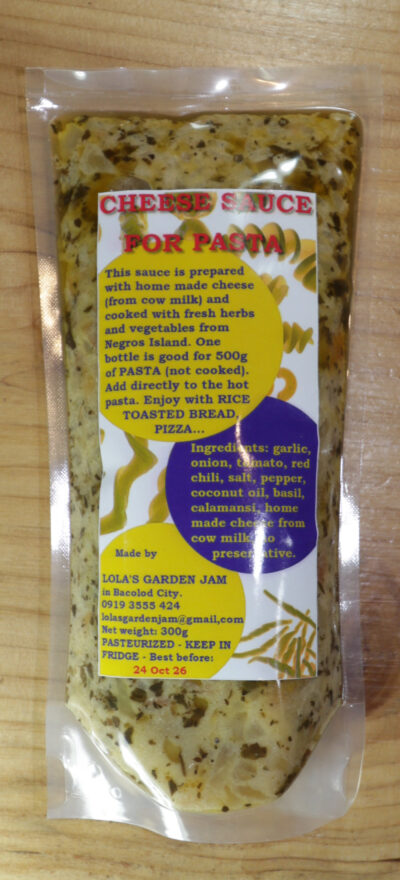 CHEESE SAUCE
FOR PASTA
This sauce is prepared
with home made cheese
(from cow milk) and
cooked with fresh herbs
and vegetables from
Negros Island. One
bottle is good for 500g
of PASTA (not cooked).
Add directly to the hot
pasta. Enjoy with RICE
TOASTED BREAD,
PIZZA...
Ingredients: garlic,
onion, tomato, red
chili, salt, pepper,
coconut oil, basil,
calamansi, home
made cheese from
cow milk, no
preservative.
Made by
LOLA'S GARDEN JAM
in Bacolod City.
0919 3555 424
lolasgardenjam@gmail,com
Net weight: 300g
PASTEURIZED - KEEP IN
FRIDGE - Best before:
24 Oct 26